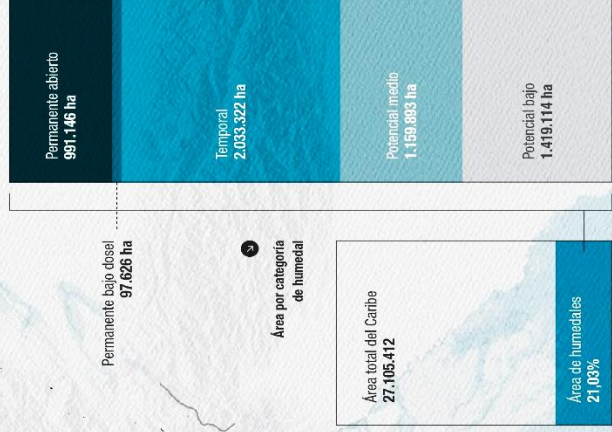 Permanente abierto
991.146 ha
Temporal
2.033.322 ha
Potencial medio
1.159.893 ha
Potencial bajo
1.419.114 ha
Permanente bajo dosel
97.626 ha
Área por categoría
de humedal
Área total del Caribe
27.105.412
Área de humedales
21,03%